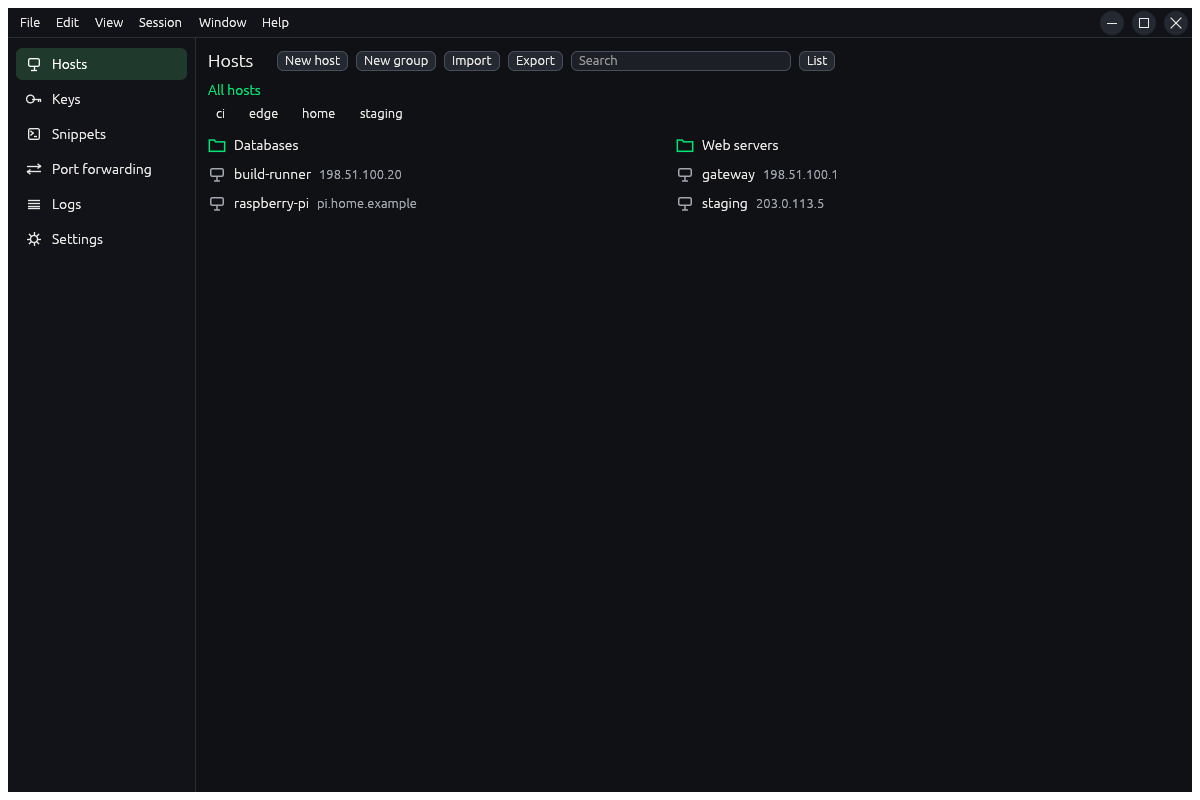 File Edit View Session Window Help
Hosts
Keys
Snippets
Port forwarding
Logs
Settings
Hosts New host New group Import Export Search List
All hosts
ci edge home staging
Databases Web servers
build-runner 198.51.100.20 gateway 198.51.100.1
raspberry-pi pi.home.example staging 203.0.113.5